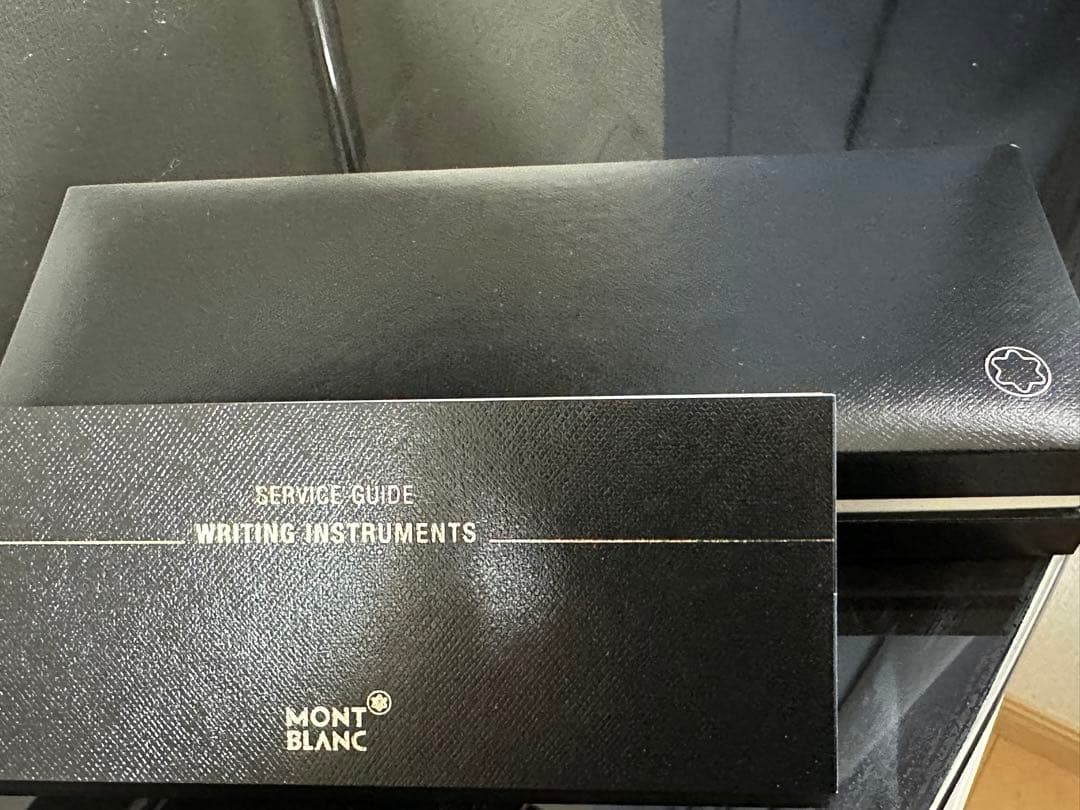 SERVICE GUIDE
WRITING INSTRUMENTS
MONT
BLANC